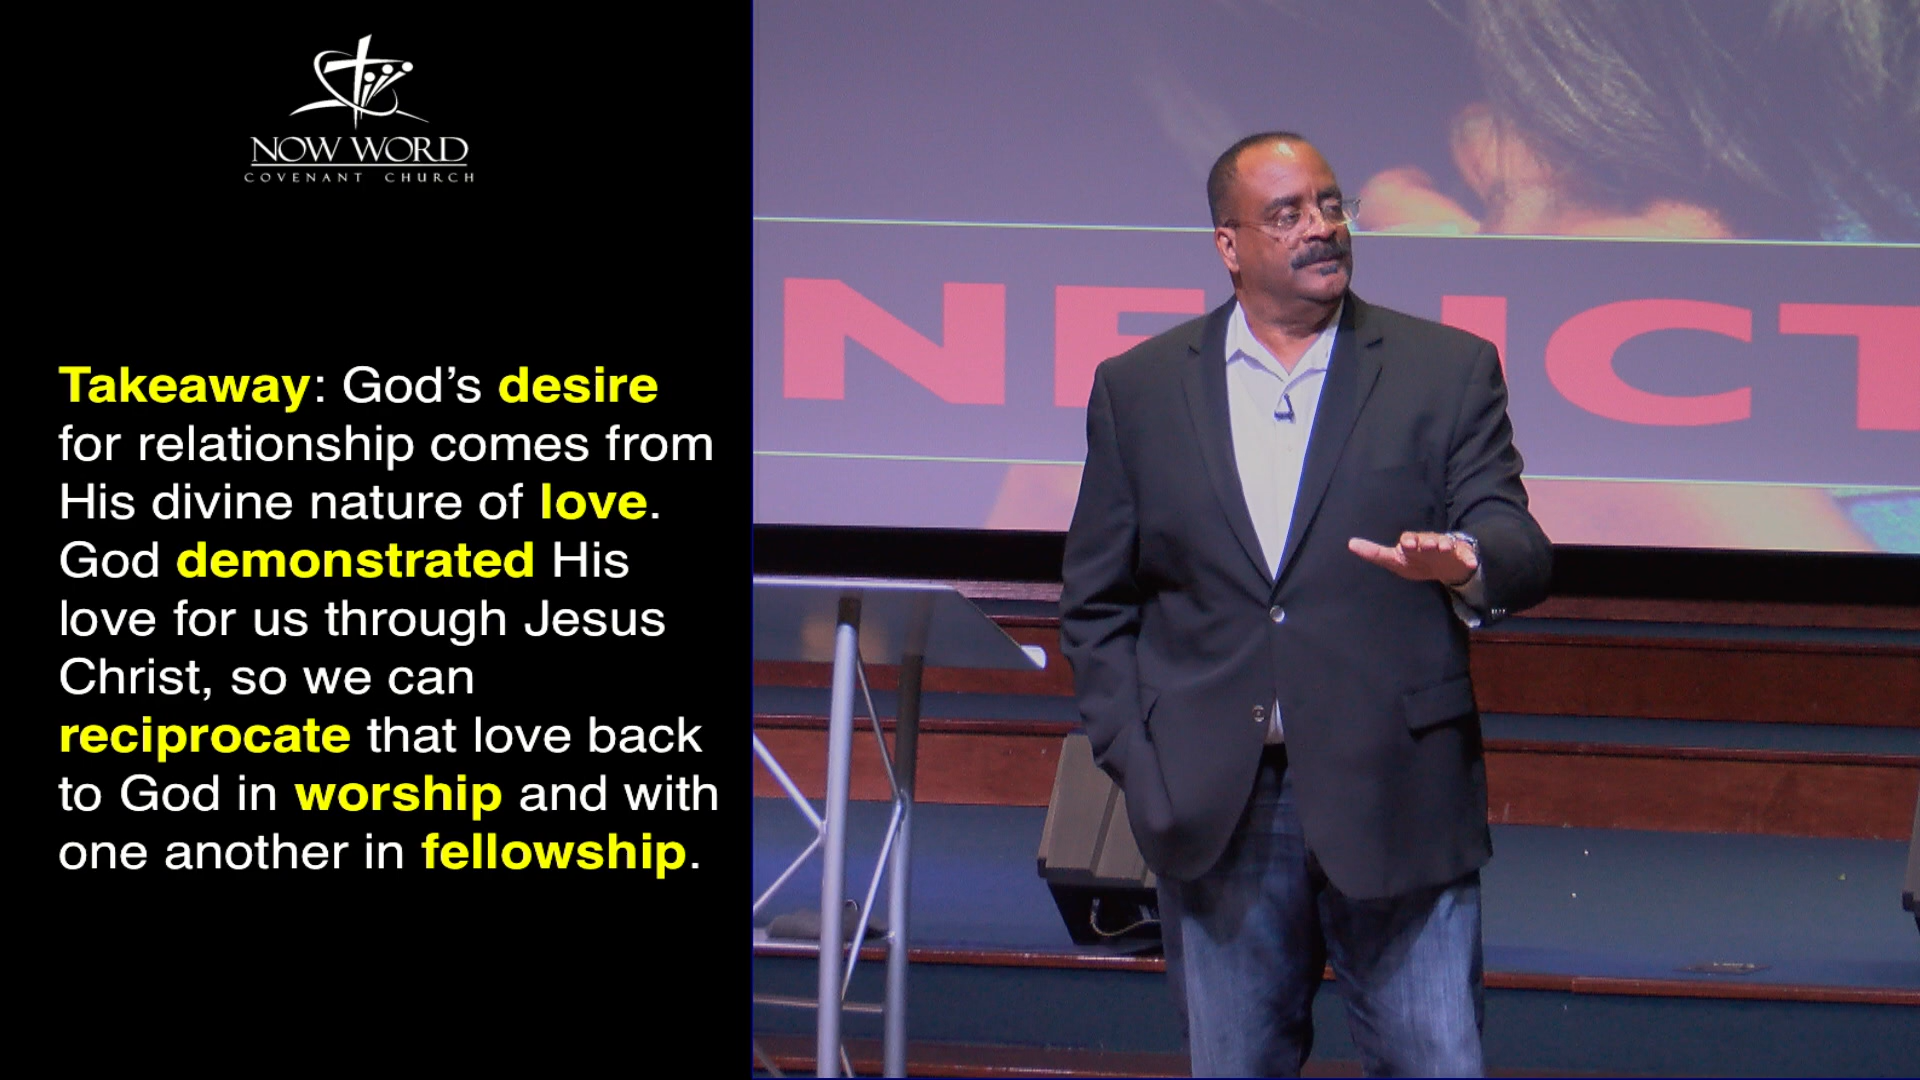 NOW WORD
COVENANT CHURCH
Takeaway: God’s desire
for relationship comes from
His divine nature of love.
God demonstrated His
love for us through Jesus
Christ, so we can
reciprocate that love back
to God in worship and with
one another in fellowship.